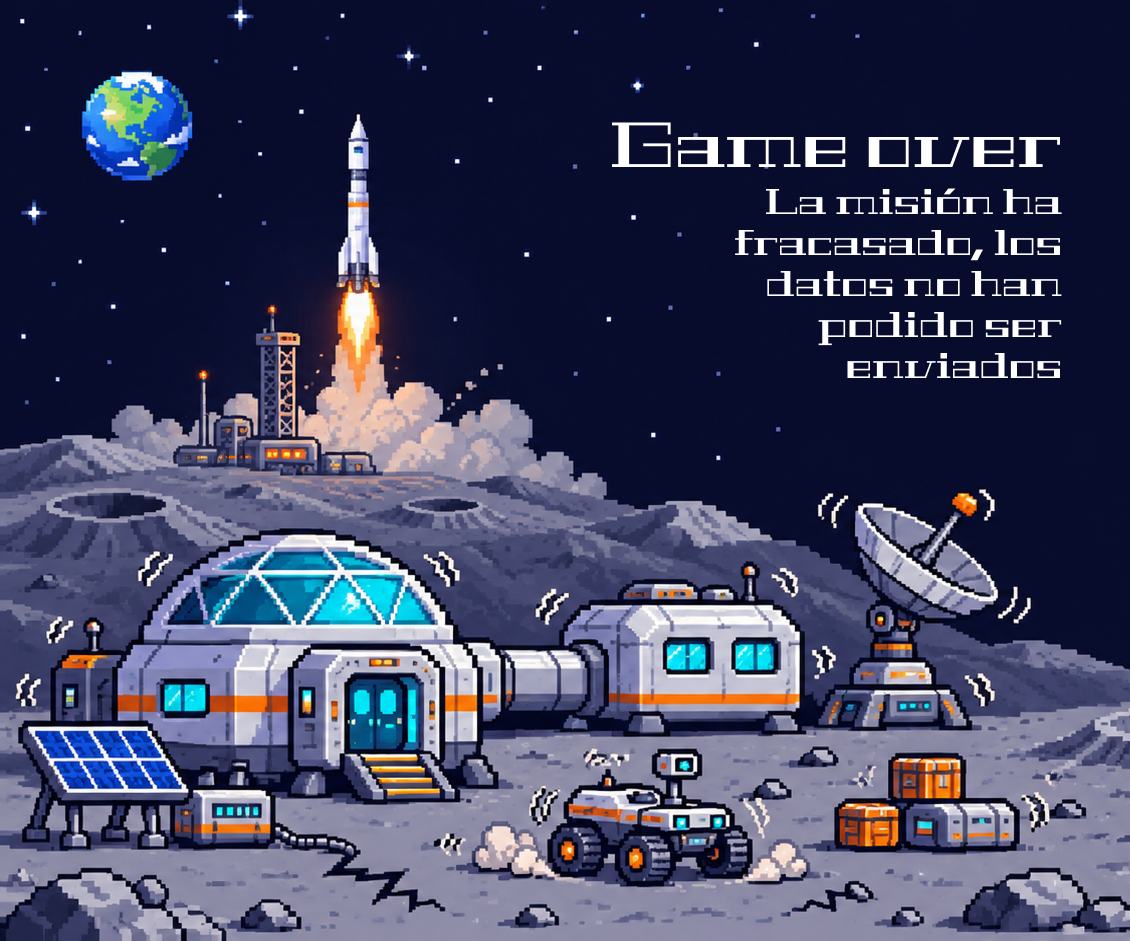 Game over
La misión ha
fracasado, los
datos no han
podido ser
enviados